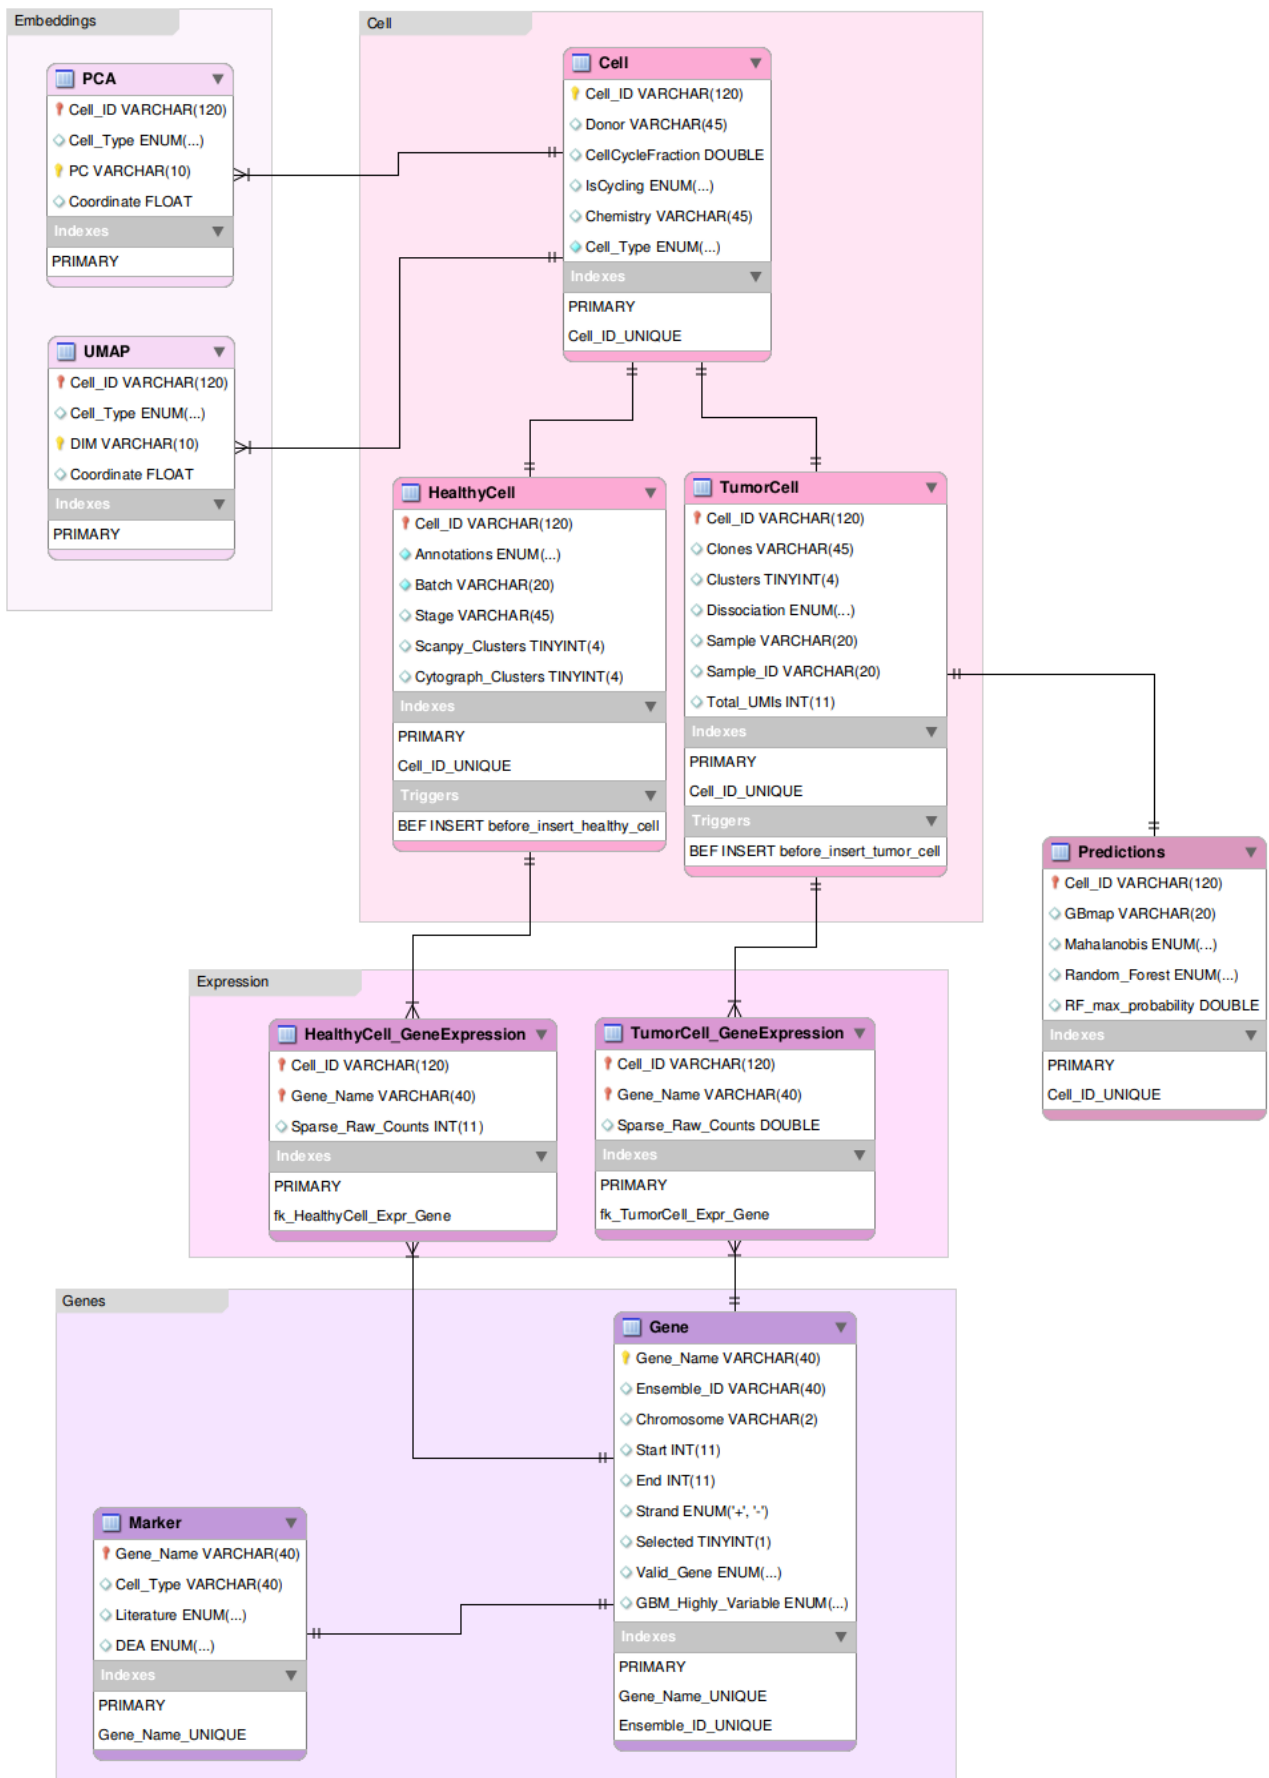 Embeddings
PCA
Cell_ID VARCHAR(120)
Cell_Type ENUM(...)
PC VARCHAR(10)
Coordinate FLOAT
Indexes
PRIMARY
UMAP
Cell_ID VARCHAR(120)
Cell_Type ENUM(...)
DIM VARCHAR(10)
Coordinate FLOAT
Indexes
PRIMARY
Cell
Cell
Cell_ID VARCHAR(120)
Donor VARCHAR(45)
CellCycleFraction DOUBLE
IsCycling ENUM(...)
Chemistry VARCHAR(45)
Cell_Type ENUM(...)
Indexes
PRIMARY
Cell_ID_UNIQUE
HealthyCell
Cell_ID VARCHAR(120)
Annotations ENUM(...)
Batch VARCHAR(20)
Stage VARCHAR(45)
Scanpy_Clusters TINYINT(4)
Cytograph_Clusters TINYINT(4)
Indexes
PRIMARY
Cell_ID_UNIQUE
Triggers
BEF INSERT before_insert_healthy_cell
TumorCell
Cell_ID VARCHAR(120)
Clones VARCHAR(45)
Clusters TINYINT(4)
Dissociation ENUM(...)
Sample VARCHAR(20)
Sample_ID VARCHAR(20)
Total_UMIs INT(11)
Indexes
PRIMARY
Cell_ID_UNIQUE
Triggers
BEF INSERT before_insert_tumor_cell
Predictions
Cell_ID VARCHAR(120)
GBmap VARCHAR(20)
Mahalanobis ENUM(...)
Random_Forest ENUM(...)
RF_max_probability DOUBLE
Indexes
PRIMARY
Cell_ID_UNIQUE
Expression
HealthyCell_GeneExpression
Cell_ID VARCHAR(120)
Gene_Name VARCHAR(40)
Sparse_Raw_Counts INT(11)
Indexes
PRIMARY
fk_HealthyCell_Expr_Gene
TumorCell_GeneExpression
Cell_ID VARCHAR(120)
Gene_Name VARCHAR(40)
Sparse_Raw_Counts DOUBLE
Indexes
PRIMARY
fk_TumorCell_Expr_Gene
Genes
Gene
Gene_Name VARCHAR(40)
Ensemble_ID VARCHAR(40)
Chromosome VARCHAR(2)
Start INT(11)
End INT(11)
Strand ENUM('+', '-')
Selected TINYINT(1)
Valid_Gene ENUM(...)
GBM_Highly_Variable ENUM(...)
Indexes
PRIMARY
Gene_Name_UNIQUE
Ensemble_ID_UNIQUE
Marker
Gene_Name VARCHAR(40)
Cell_Type VARCHAR(40)
Literature ENUM(...)
DEA ENUM(...)
Indexes
PRIMARY
Gene_Name_UNIQUE